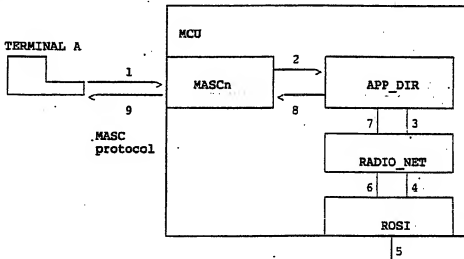 MCU
TERMINAL A
1
2
MASCn
APP_DIR
9
8
7 3
MASC
protocol
RADIO_NET
6 4
ROSI
5